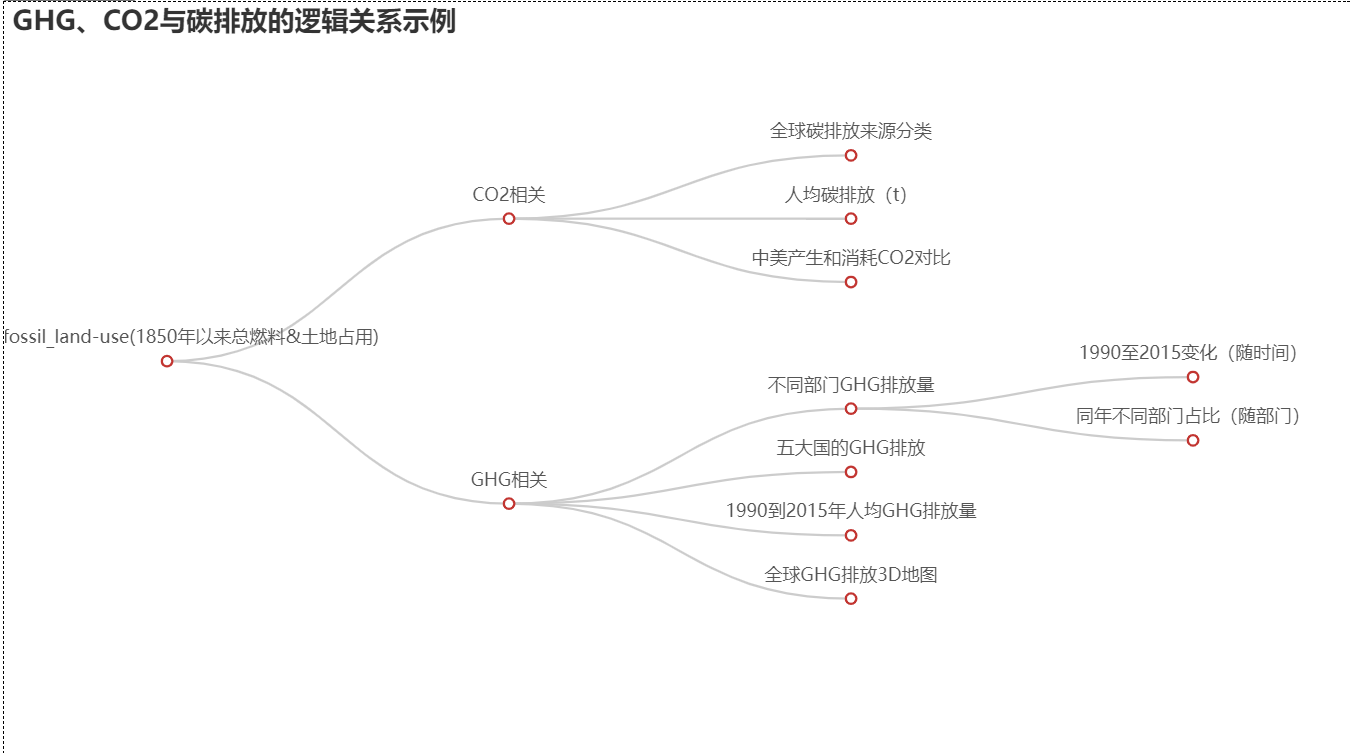 GHG、CO2与碳排放的逻辑关系示例
全球碳排放来源分类
CO2相关
人均碳排放（t）
中美产生和消耗CO2对比
fossil_land-use(1850年以来总燃料&土地占用)
1990至2015变化（随时间）
不同部门GHG排放量
同年不同部门占比（随部门）
五大国的GHG排放
GHG相关
1990到2015年人均GHG排放量
全球GHG排放3D地图